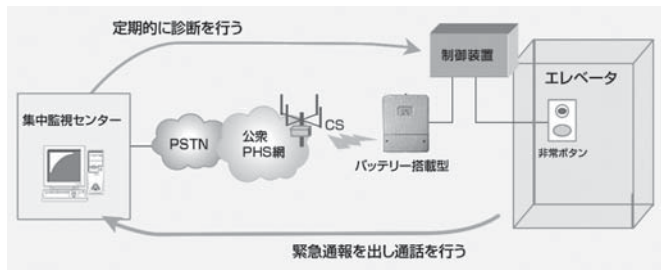 定期的に診断を行う
制御装置
エレベータ
集中監視センター
PSTN
公衆
PHS網
CS
バッテリー搭載型
非常ボタン
緊急通報を出し通話を行う